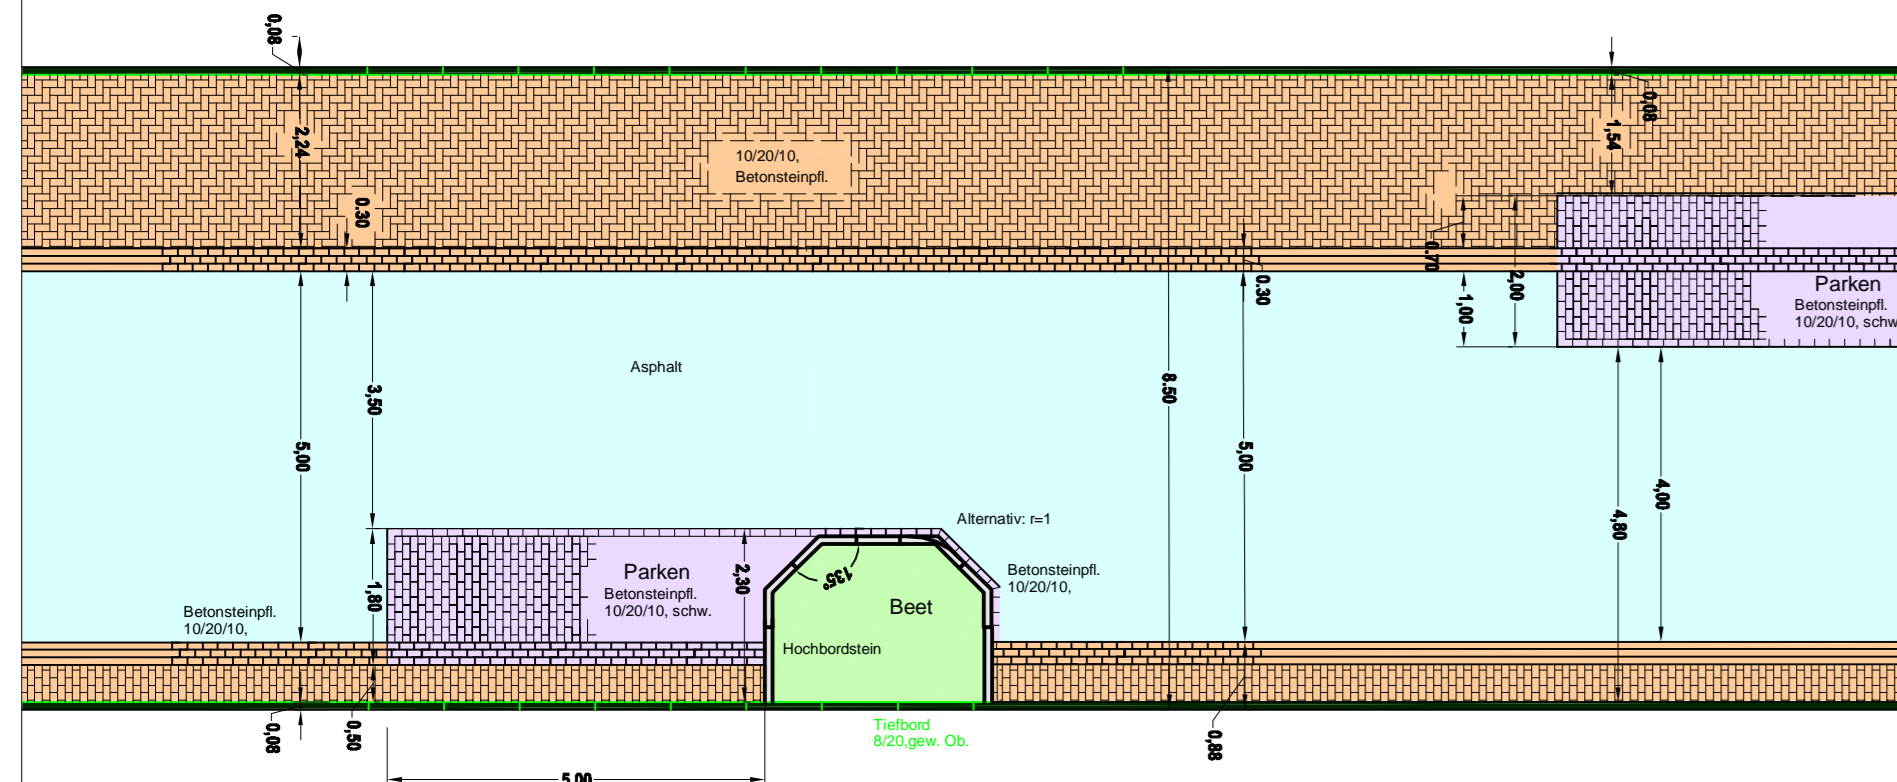 0,08
2,24
0.30
10/20/10,
Betonsteinpfl.
1,54
0,08
0.70
2,00
1,00
0.30
Parken
Betonsteinpfl.
10/20/10, schw
Asphalt
3,50
5,00
8.50
5,00
4,00
4,80
Alternativ: r=1
135°
Betonsteinpfl.
10/20/10,
Parken
Betonsteinpfl.
10/20/10, schw.
1,80
2,30
Beet
Betonsteinpfl.
10/20/10,
Hochbordstein
0,08
0,50
Tiefbord
8/20,gew. Ob.
0,88
5,00